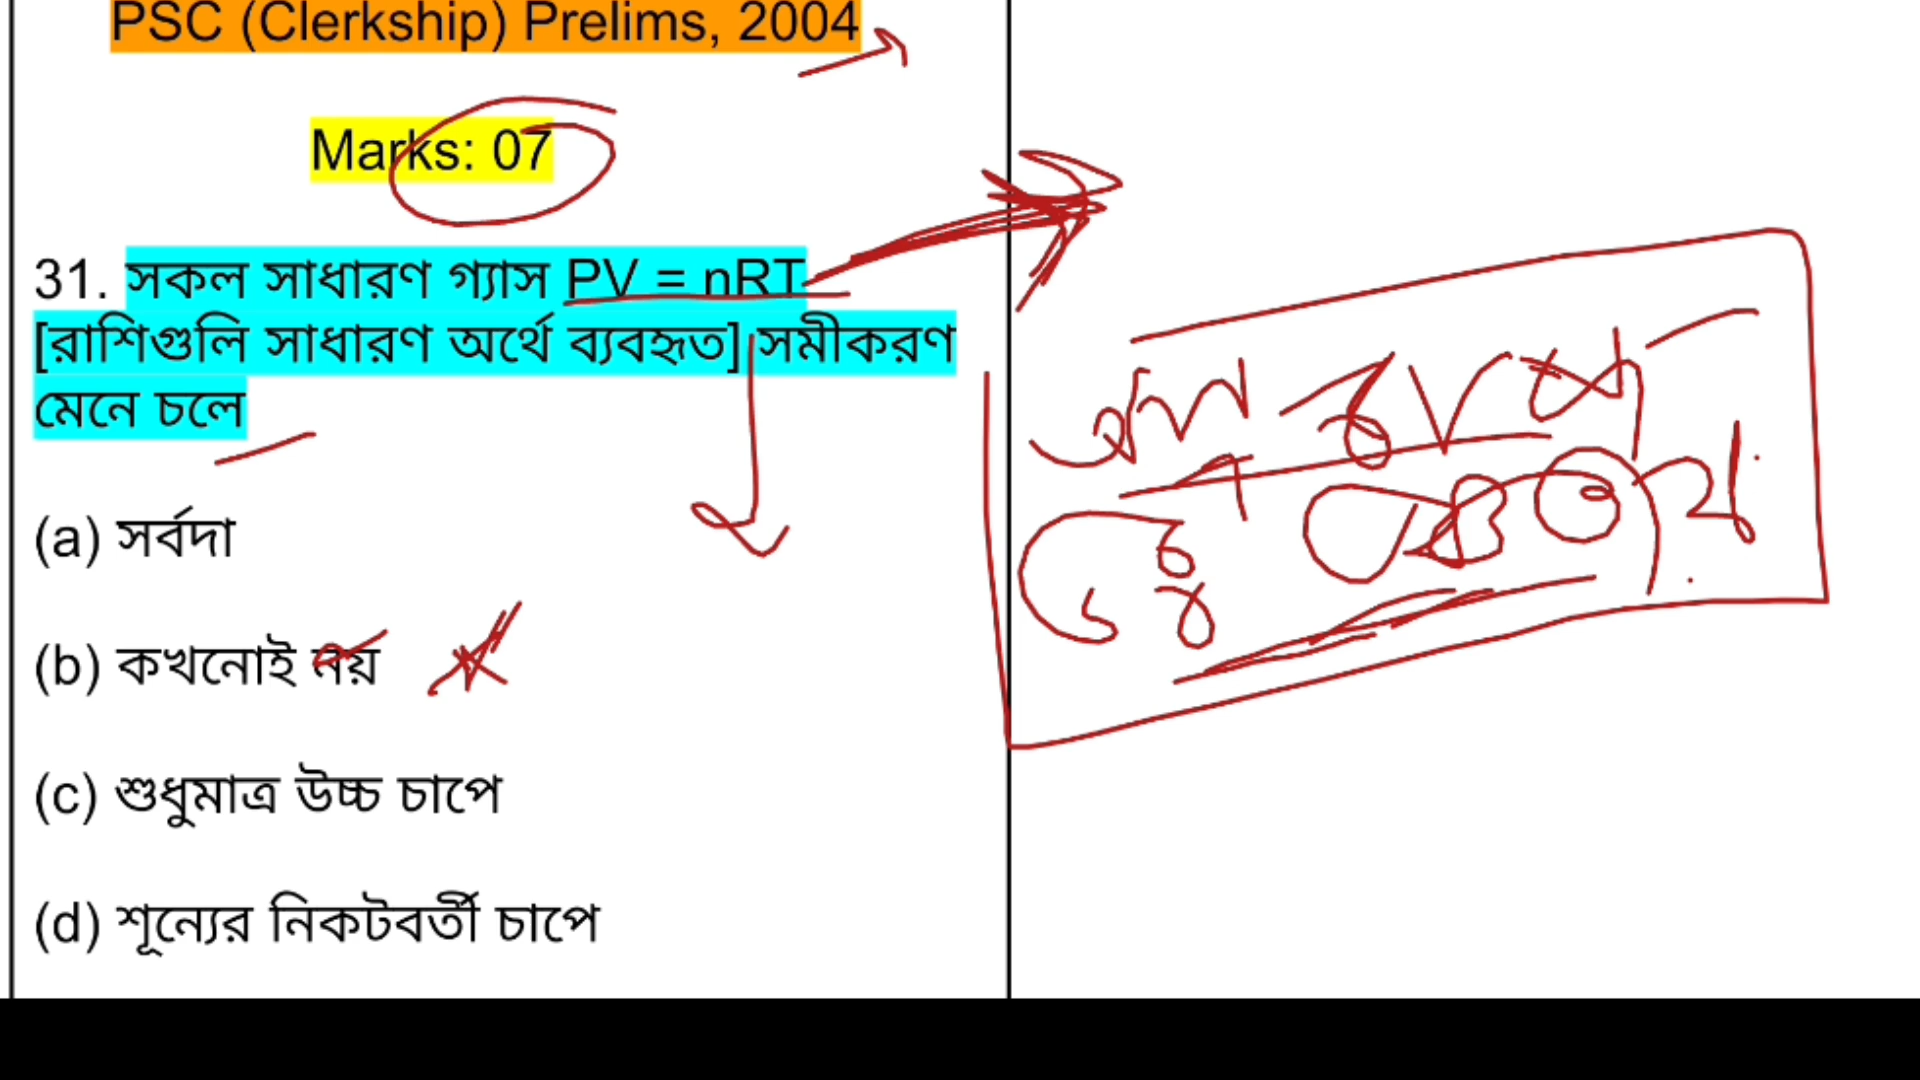 PSC (Clerkship) Prelims, 2004
Marks: 07
31. সকল সাধারণ গ্যাস PV = nRT
[রাশিগুলি সাধারণ অর্থে ব্যবহৃত] সমীকরণ
মেনে চলে
(a) সর্বদা
(b) কখনোই নয়
(c) শুধুমাত্র উচ্চ চাপে
(d) শূন্যের নিকটবর্তী চাপে